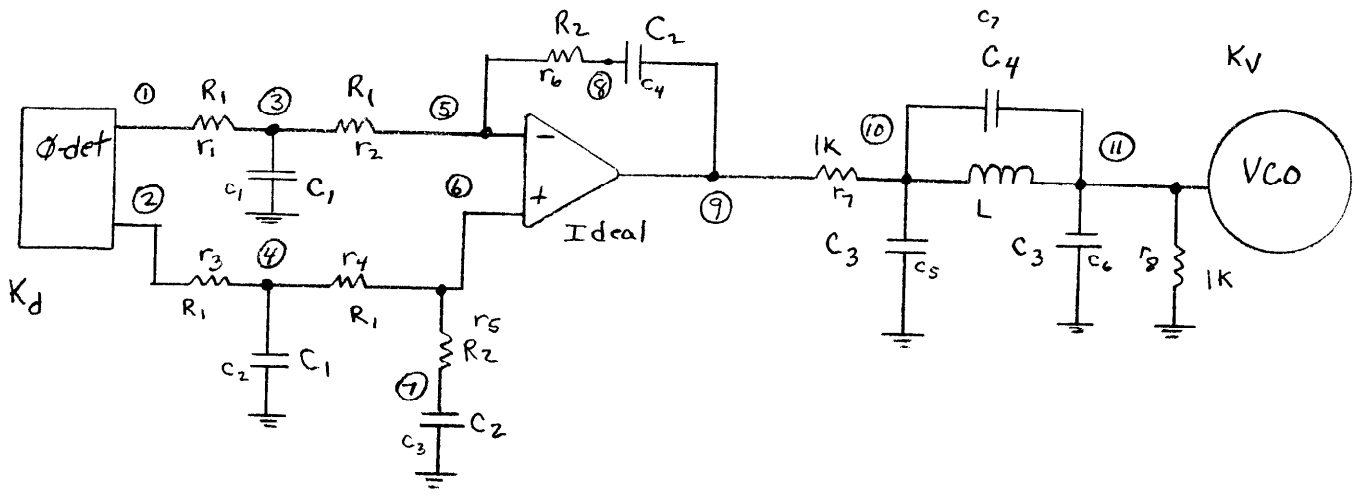 ① R₁ ③ R₁ ⑤ R₂ C₂ C₇ C₄ Kv
r₆ ⑧ c₄
Ø-det r₁ r₂ − 1K ⑩ ⑪ VCO
c₁ C₁ ⑥ +
② Ideal ⑨ r₇ L
r₃ ④ r₄ C₃ c₅ C₃ c₆ r₈ 1K
Kd R₁ R₁ r₅
R₂
c₂ C₁ ⑦
c₃ C₂